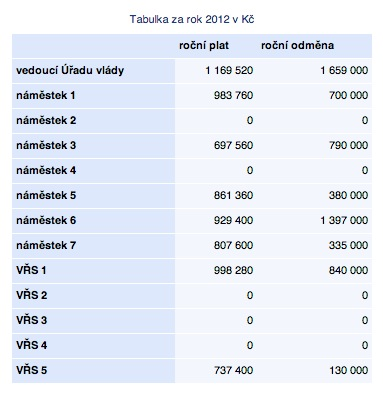 Tabulka za rok 2012 v Kč
roční plat roční odměna
vedoucí Úřadu vlády 1 169 520 1 659 000
náměstek 1 983 760 700 000
náměstek 2 0 0
náměstek 3 697 560 790 000
náměstek 4 0 0
náměstek 5 861 360 380 000
náměstek 6 929 400 1 397 000
náměstek 7 807 600 335 000
VŘS 1 998 280 840 000
VŘS 2 0 0
VŘS 3 0 0
VŘS 4 0 0
VŘS 5 737 400 130 000